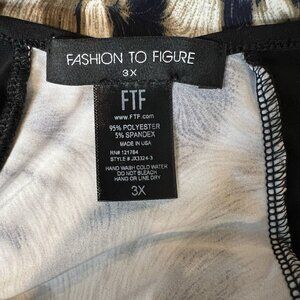 FASHION TO FIGURE
3X
FTF
www.FTF.com
95% POLYESTER
5% SPANDEX
MADE IN USA
RN# 121784
STYLE # JX3324-3
HAND WASH COLD WATER
DO NOT BLEACH
HANG OR LINE DRY
3X